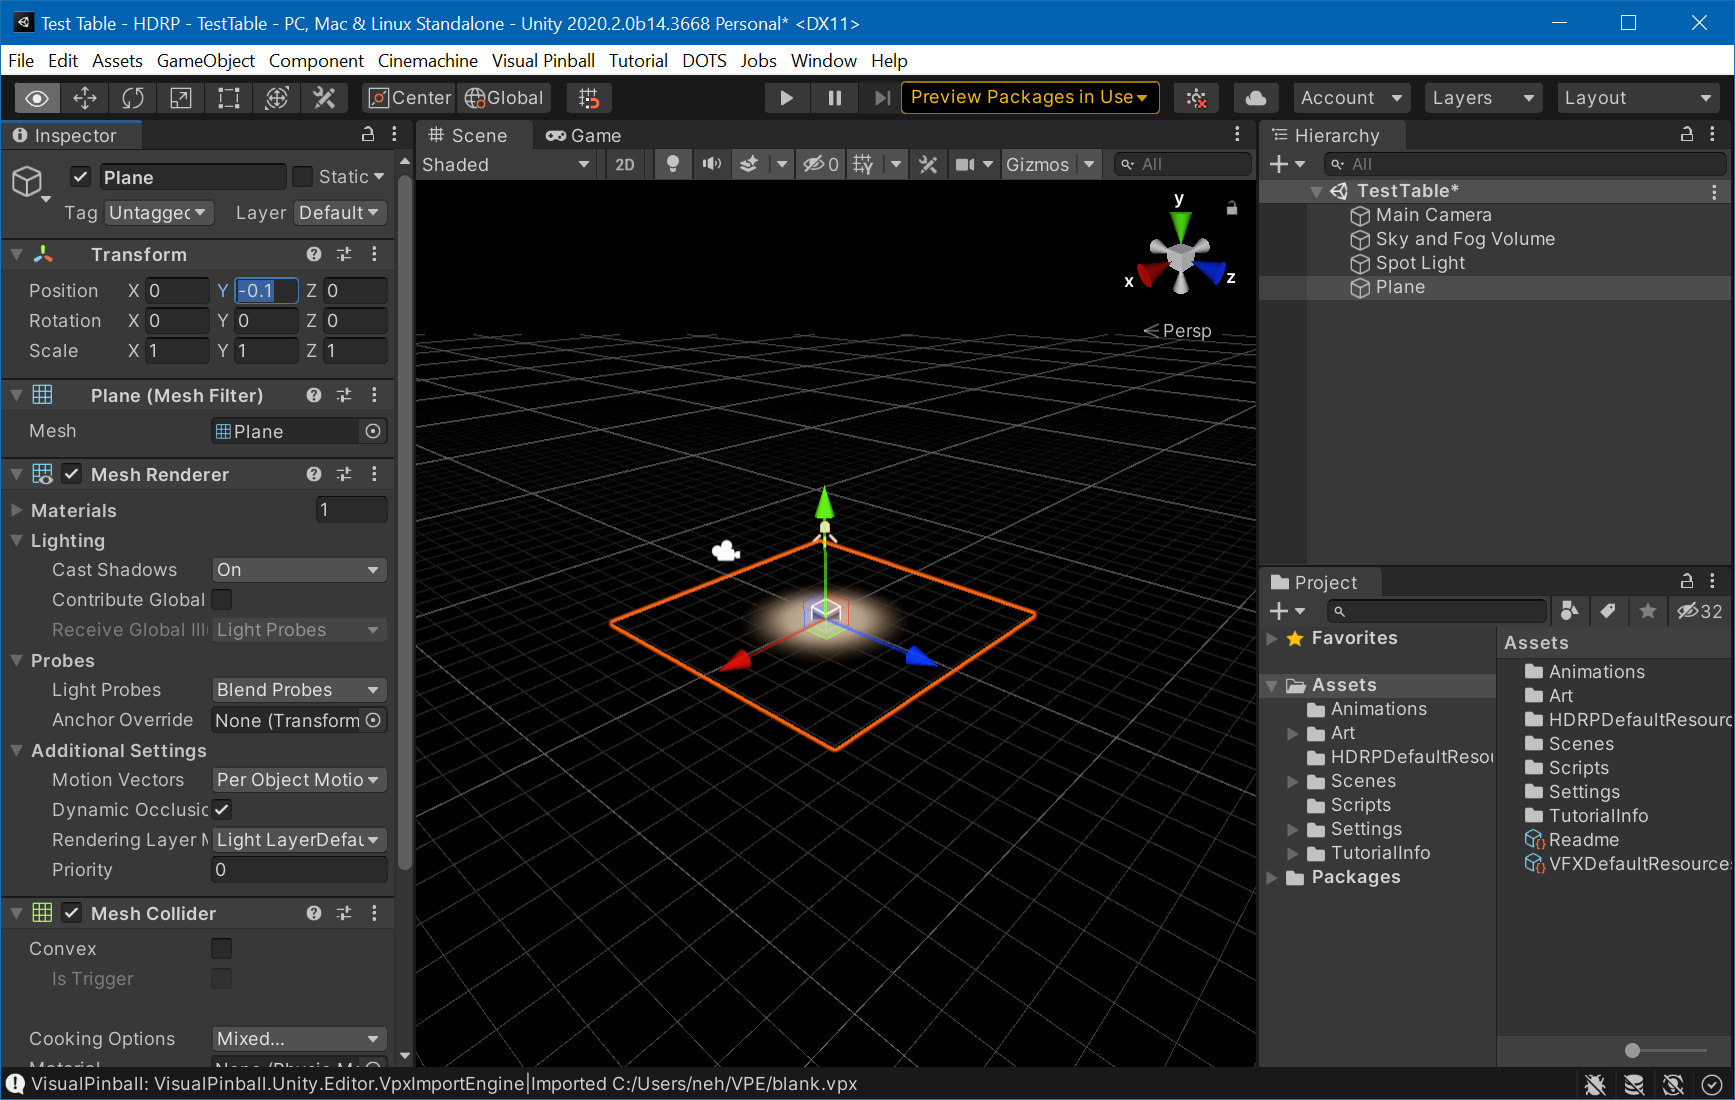 Test Table - HDRP - TestTable - PC, Mac & Linux Standalone - Unity 2020.2.0b14.3668 Personal* <DX11>
File Edit Assets GameObject Component Cinemachine Visual Pinball Tutorial DOTS Jobs Window Help
Center Global Preview Packages in Use Account Layers Layout
Inspector
Plane Static
Tag Untagged Layer Default
Transform
Position X 0 Y -0.1 Z 0
Rotation X 0 Y 0 Z 0
Scale X 1 Y 1 Z 1
Plane (Mesh Filter)
Mesh Plane
Mesh Renderer
Materials 1
Lighting
Cast Shadows On
Contribute Global
Receive Global Illu Light Probes
Probes
Light Probes Blend Probes
Anchor Override None (Transform
Additional Settings
Motion Vectors Per Object Motio
Dynamic Occlusic
Rendering Layer M Light LayerDefau
Priority 0
Mesh Collider
Convex
Is Trigger
Cooking Options Mixed...
Scene Game
Shaded 2D 0 Gizmos All
y
x z
Persp
Hierarchy
All
TestTable*
Main Camera
Sky and Fog Volume
Spot Light
Plane
Project
32
Favorites
Assets
Animations
Art
HDRPDefaultResou
Scenes
Scripts
Settings
TutorialInfo
Packages
Assets
Animations
Art
HDRPDefaultResourc
Scenes
Scripts
Settings
TutorialInfo
Readme
VFXDefaultResources
VisualPinball: VisualPinball.Unity.Editor.VpxImportEngine|Imported C:/Users/neh/VPE/blank.vpx